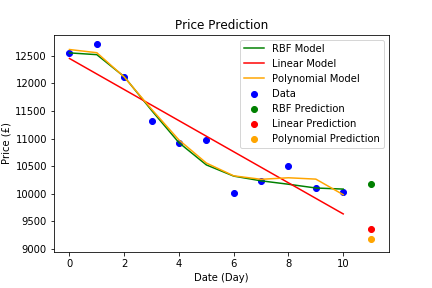 Price Prediction
RBF Model
Linear Model
Polynomial Model
Data
RBF Prediction
Linear Prediction
Polynomial Prediction
Price (£)
12500
12000
11500
11000
10500
10000
9500
9000
0 2 4 6 8 10
Date (Day)